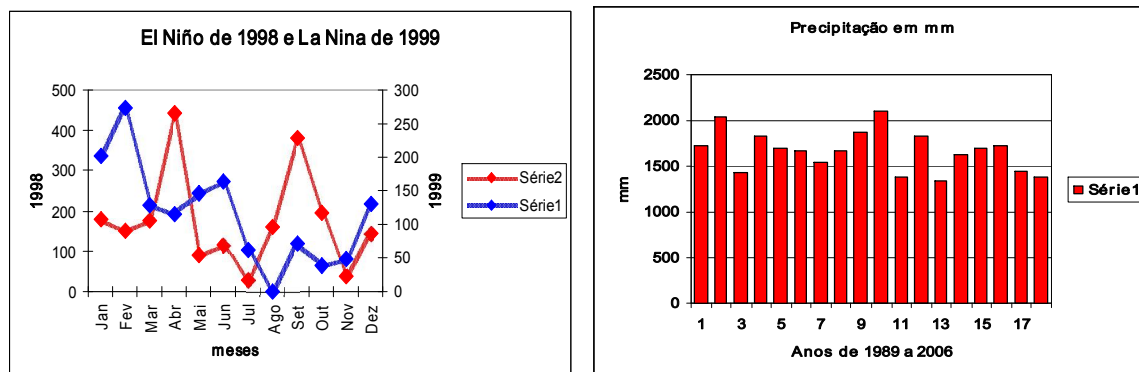 El Niño de 1998 e La Nina de 1999
1998
500
400
300
200
100
0
300
250
200
150
100
50
0
1999
Jan
Fev
Mar
Abr
Mai
Jun
Jul
Ago
Set
Out
Nov
Dez
meses
Série2
Série1
Precipitação em mm
mm
2500
2000
1500
1000
500
0
1 3 5 7 9 11 13 15 17
Anos de 1989 a 2006
Série1